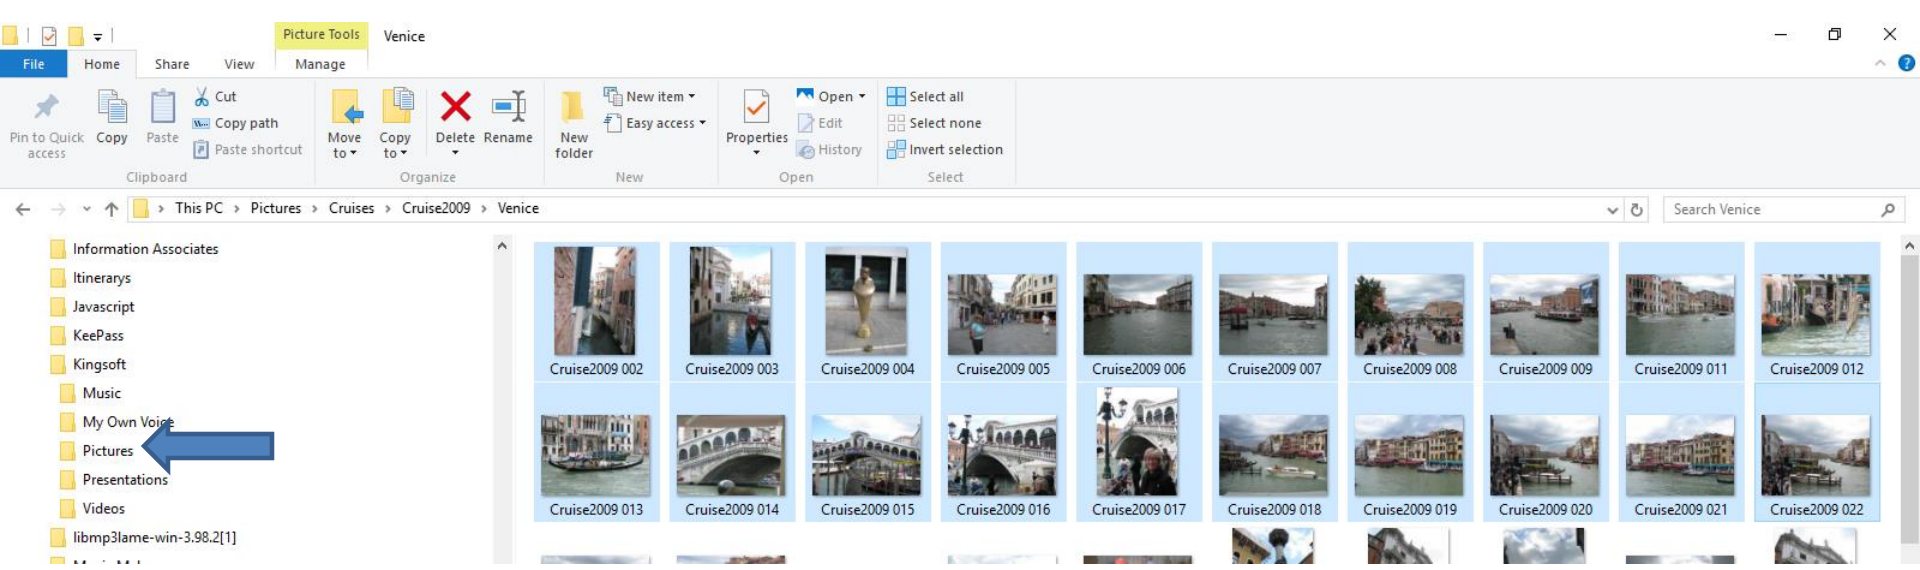 Picture Tools
Venice
File
Home
Share
View
Manage
Pin to Quick
access
Copy
Paste
Cut
Copy path
Paste shortcut
Clipboard
Move
to
Copy
to
Delete
Rename
Organize
New
folder
New item
Easy access
New
Properties
Open
Edit
History
Open
Select all
Select none
Invert selection
Select
This PC > Pictures > Cruises > Cruise2009 > Venice
Search Venice
Information Associates
Itinerarys
Javascript
KeePass
Kingsoft
Music
My Own Voice
Pictures
Presentations
Videos
libmp3lame-win-3.98.2[1]
Cruise2009 002
Cruise2009 003
Cruise2009 004
Cruise2009 005
Cruise2009 006
Cruise2009 007
Cruise2009 008
Cruise2009 009
Cruise2009 011
Cruise2009 012
Cruise2009 013
Cruise2009 014
Cruise2009 015
Cruise2009 016
Cruise2009 017
Cruise2009 018
Cruise2009 019
Cruise2009 020
Cruise2009 021
Cruise2009 022